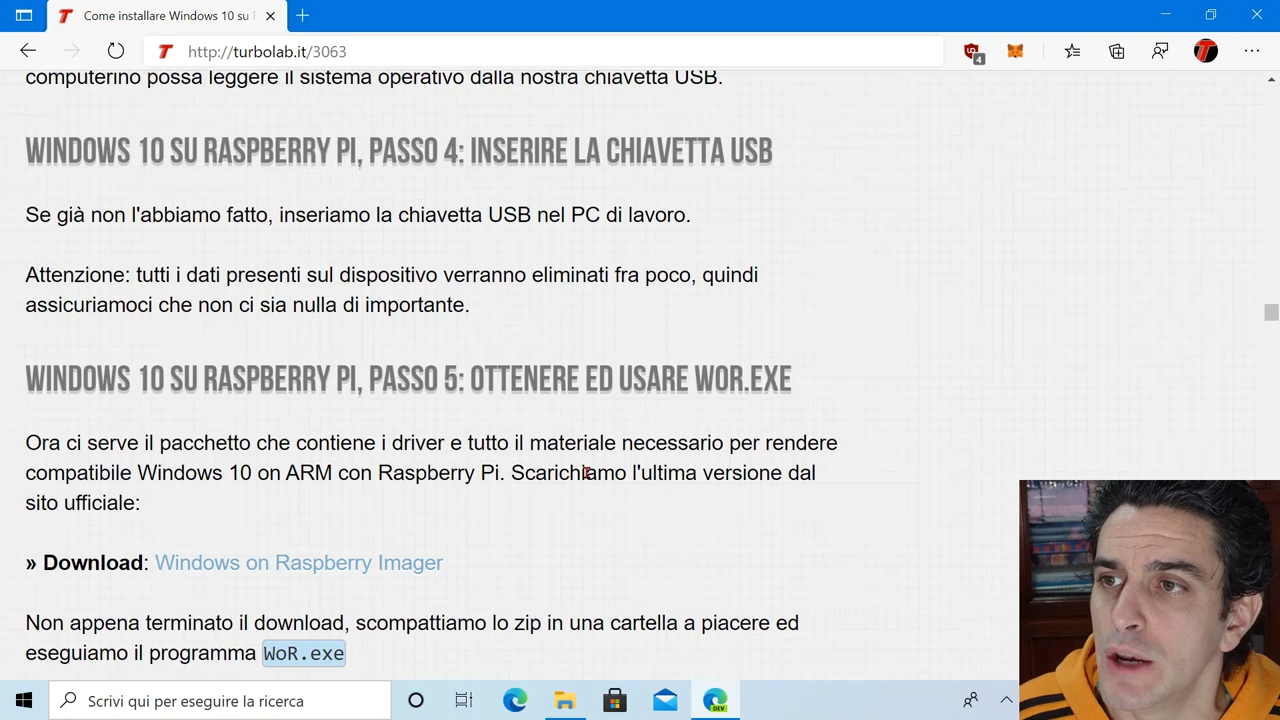 Come installare Windows 10 su
http://turbolab.it/3063
4
computerino possa leggere il sistema operativo dalla nostra chiavetta USB.
WINDOWS 10 SU RASPBERRY PI, PASSO 4: INSERIRE LA CHIAVETTA USB
Se già non l'abbiamo fatto, inseriamo la chiavetta USB nel PC di lavoro.
Attenzione: tutti i dati presenti sul dispositivo verranno eliminati fra poco, quindi
assicuriamoci che non ci sia nulla di importante.
WINDOWS 10 SU RASPBERRY PI, PASSO 5: OTTENERE ED USARE WOR.EXE
Ora ci serve il pacchetto che contiene i driver e tutto il materiale necessario per rendere
compatibile Windows 10 on ARM con Raspberry Pi. Scarichiamo l'ultima versione dal
sito ufficiale:
» Download: Windows on Raspberry Imager
Non appena terminato il download, scompattiamo lo zip in una cartella a piacere ed
eseguiamo il programma WoR.exe
Scrivi qui per eseguire la ricerca
DEV